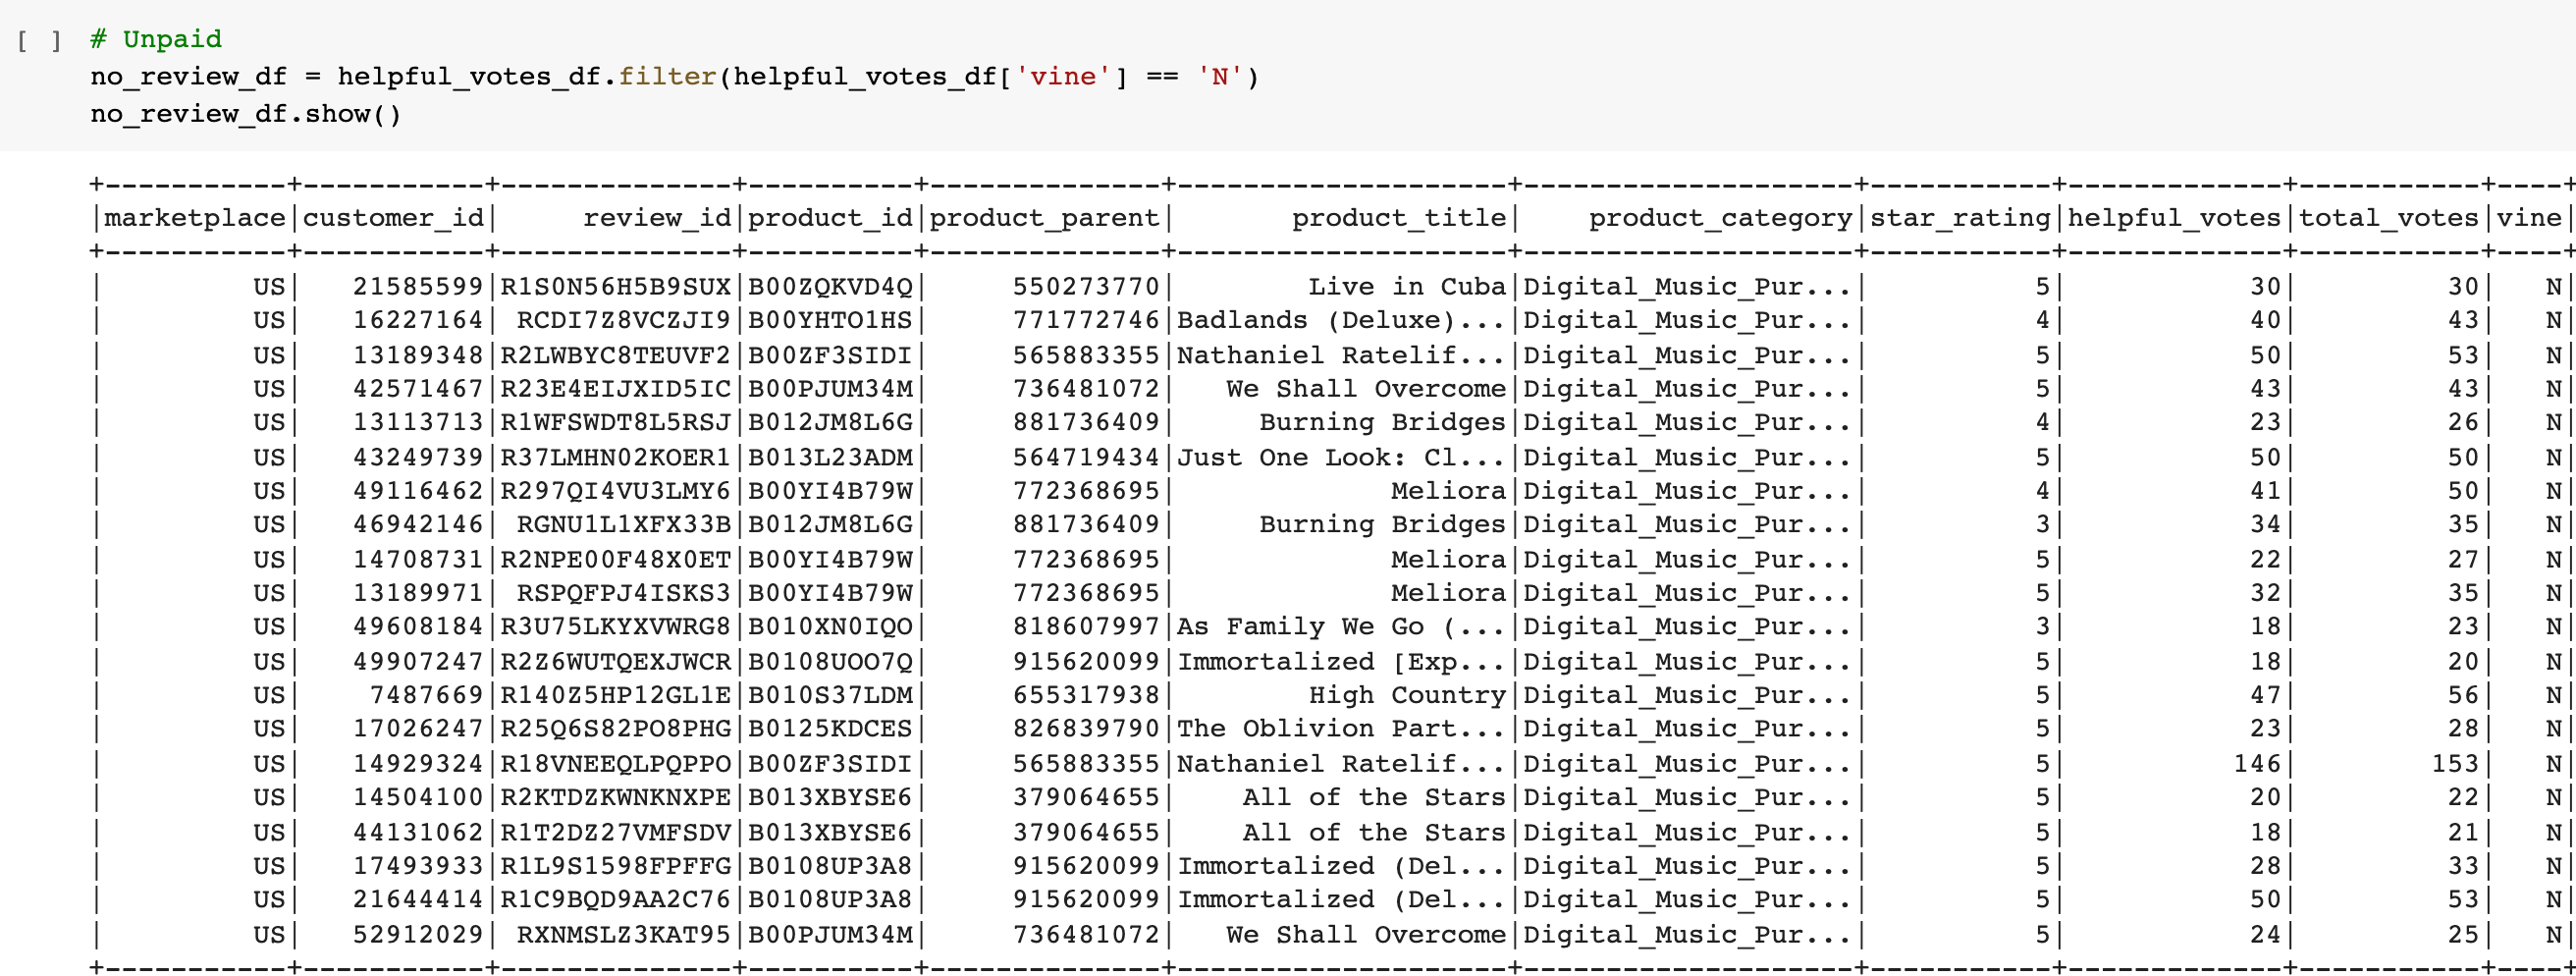 [ ] # Unpaid
no_review_df = helpful_votes_df.filter(helpful_votes_df['vine'] == 'N')
no_review_df.show()
+-----------+-----------+--------------+----------+--------------+--------------------+--------------------+-----------+-------------+-----------+----+
|marketplace|customer_id|     review_id|product_id|product_parent|       product_title|    product_category|star_rating|helpful_votes|total_votes|vine|
+-----------+-----------+--------------+----------+--------------+--------------------+--------------------+-----------+-------------+-----------+----+
|         US|   21585599|R1S0N56H5B9SUX|B00ZQKVD4Q|     550273770|        Live in Cuba|Digital_Music_Pur...|          5|           30|         30|   N|
|         US|   16227164| RCDI7Z8VCZJI9|B00YHTO1HS|     771772746|Badlands (Deluxe)...|Digital_Music_Pur...|          4|           40|         43|   N|
|         US|   13189348|R2LWBYC8TEUVF2|B00ZF3SIDI|     565883355|Nathaniel Ratelif...|Digital_Music_Pur...|          5|           50|         53|   N|
|         US|   42571467|R23E4EIJXID5IC|B00PJUM34M|     736481072|   We Shall Overcome|Digital_Music_Pur...|          5|           43|         43|   N|
|         US|   13113713|R1WFSWDT8L5RSJ|B012JM8L6G|     881736409|     Burning Bridges|Digital_Music_Pur...|          4|           23|         26|   N|
|         US|   43249739|R37LMHN02KOER1|B013L23ADM|     564719434|Just One Look: Cl...|Digital_Music_Pur...|          5|           50|         50|   N|
|         US|   49116462|R297QI4VU3LMY6|B00YI4B79W|     772368695|             Meliora|Digital_Music_Pur...|          4|           41|         50|   N|
|         US|   46942146| RGNU1L1XFX33B|B012JM8L6G|     881736409|     Burning Bridges|Digital_Music_Pur...|          3|           34|         35|   N|
|         US|   14708731|R2NPE00F48X0ET|B00YI4B79W|     772368695|             Meliora|Digital_Music_Pur...|          5|           22|         27|   N|
|         US|   13189971| RSPQFPJ4ISKS3|B00YI4B79W|     772368695|             Meliora|Digital_Music_Pur...|          5|           32|         35|   N|
|         US|   49608184|R3U75LKYXVWRG8|B010XN0IQO|     818607997|As Family We Go (...|Digital_Music_Pur...|          3|           18|         23|   N|
|         US|   49907247|R2Z6WUTQEXJWCR|B0108UOO7Q|     915620099|Immortalized [Exp...|Digital_Music_Pur...|          5|           18|         20|   N|
|         US|    7487669|R140Z5HP12GL1E|B010S37LDM|     655317938|        High Country|Digital_Music_Pur...|          5|           47|         56|   N|
|         US|   17026247|R25Q6S82PO8PHG|B0125KDCES|     826839790|The Oblivion Part...|Digital_Music_Pur...|          5|           23|         28|   N|
|         US|   14929324|R18VNEEQLPQPPO|B00ZF3SIDI|     565883355|Nathaniel Ratelif...|Digital_Music_Pur...|          5|          146|        153|   N|
|         US|   14504100|R2KTDZKWNKNXPE|B013XBYSE6|     379064655|    All of the Stars|Digital_Music_Pur...|          5|           20|         22|   N|
|         US|   44131062|R1T2DZ27VMFSDV|B013XBYSE6|     379064655|    All of the Stars|Digital_Music_Pur...|          5|           18|         21|   N|
|         US|   17493933|R1L9S1598FPFFG|B0108UP3A8|     915620099|Immortalized (Del...|Digital_Music_Pur...|          5|           28|         33|   N|
|         US|   21644414|R1C9BQD9AA2C76|B0108UP3A8|     915620099|Immortalized (Del...|Digital_Music_Pur...|          5|           50|         53|   N|
|         US|   52912029| RXNMSLZ3KAT95|B00PJUM34M|     736481072|   We Shall Overcome|Digital_Music_Pur...|          5|           24|         25|   N|
+-----------+-----------+--------------+----------+--------------+--------------------+--------------------+-----------+-------------+-----------+----+